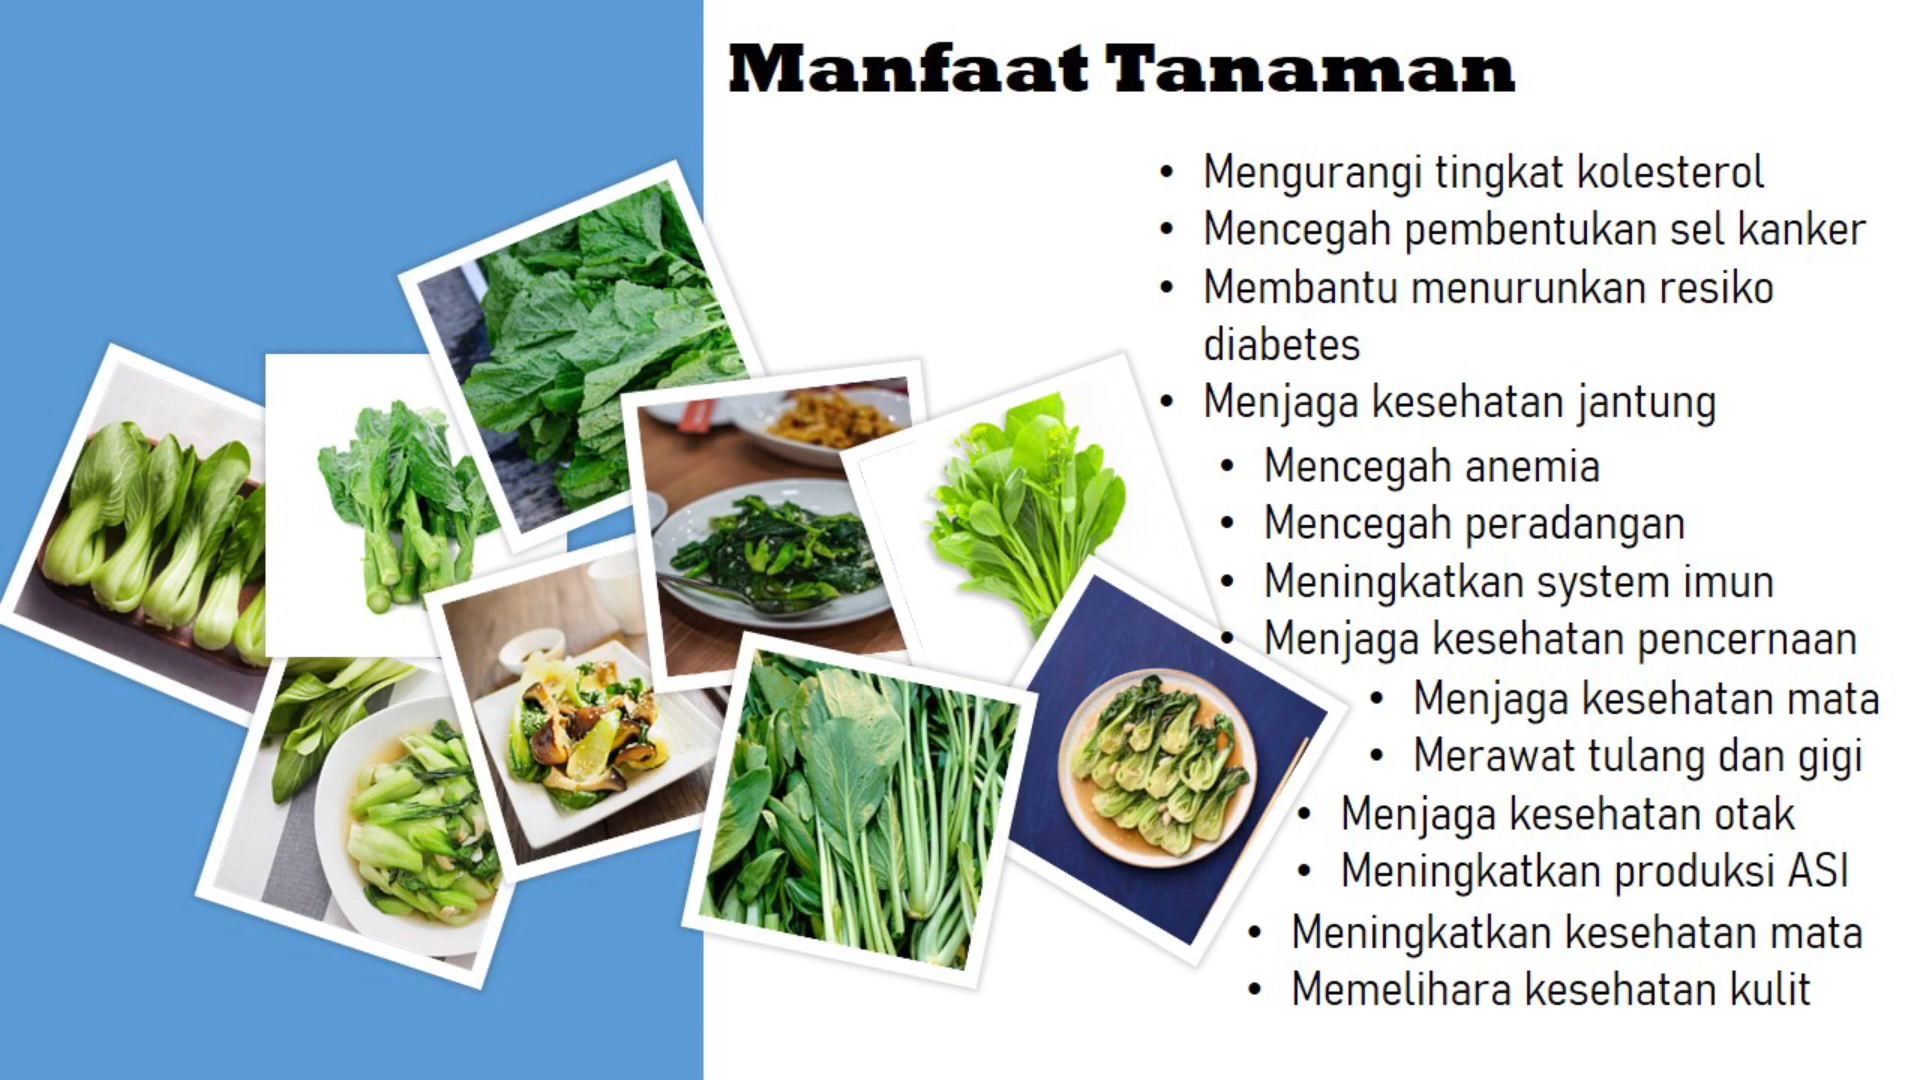 Manfaat Tanaman
• Mengurangi tingkat kolesterol
• Mencegah pembentukan sel kanker
• Membantu menurunkan resiko
diabetes
• Menjaga kesehatan jantung
• Mencegah anemia
• Mencegah peradangan
• Meningkatkan system imun
• Menjaga kesehatan pencernaan
• Menjaga kesehatan mata
• Merawat tulang dan gigi
• Menjaga kesehatan otak
• Meningkatkan produksi ASI
• Meningkatkan kesehatan mata
• Memelihara kesehatan kulit